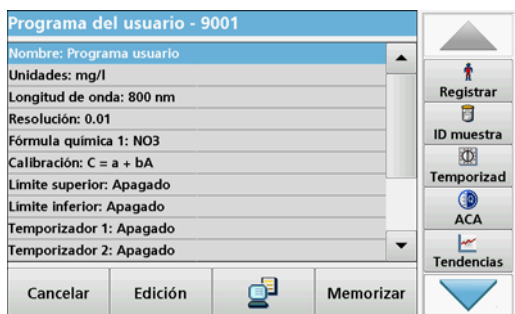 Programa del usuario - 9001
Nombre: Programa usuario
Unidades: mg/l
Longitud de onda: 800 nm
Resolución: 0.01
Fórmula química 1: NO3
Calibración: C = a + bA
Límite superior: Apagado
Límite inferior: Apagado
Temporizador 1: Apagado
Temporizador 2: Apagado
Cancelar
Edición
Memorizar
Registrar
ID muestra
Temporizad
ACA
Tendencias